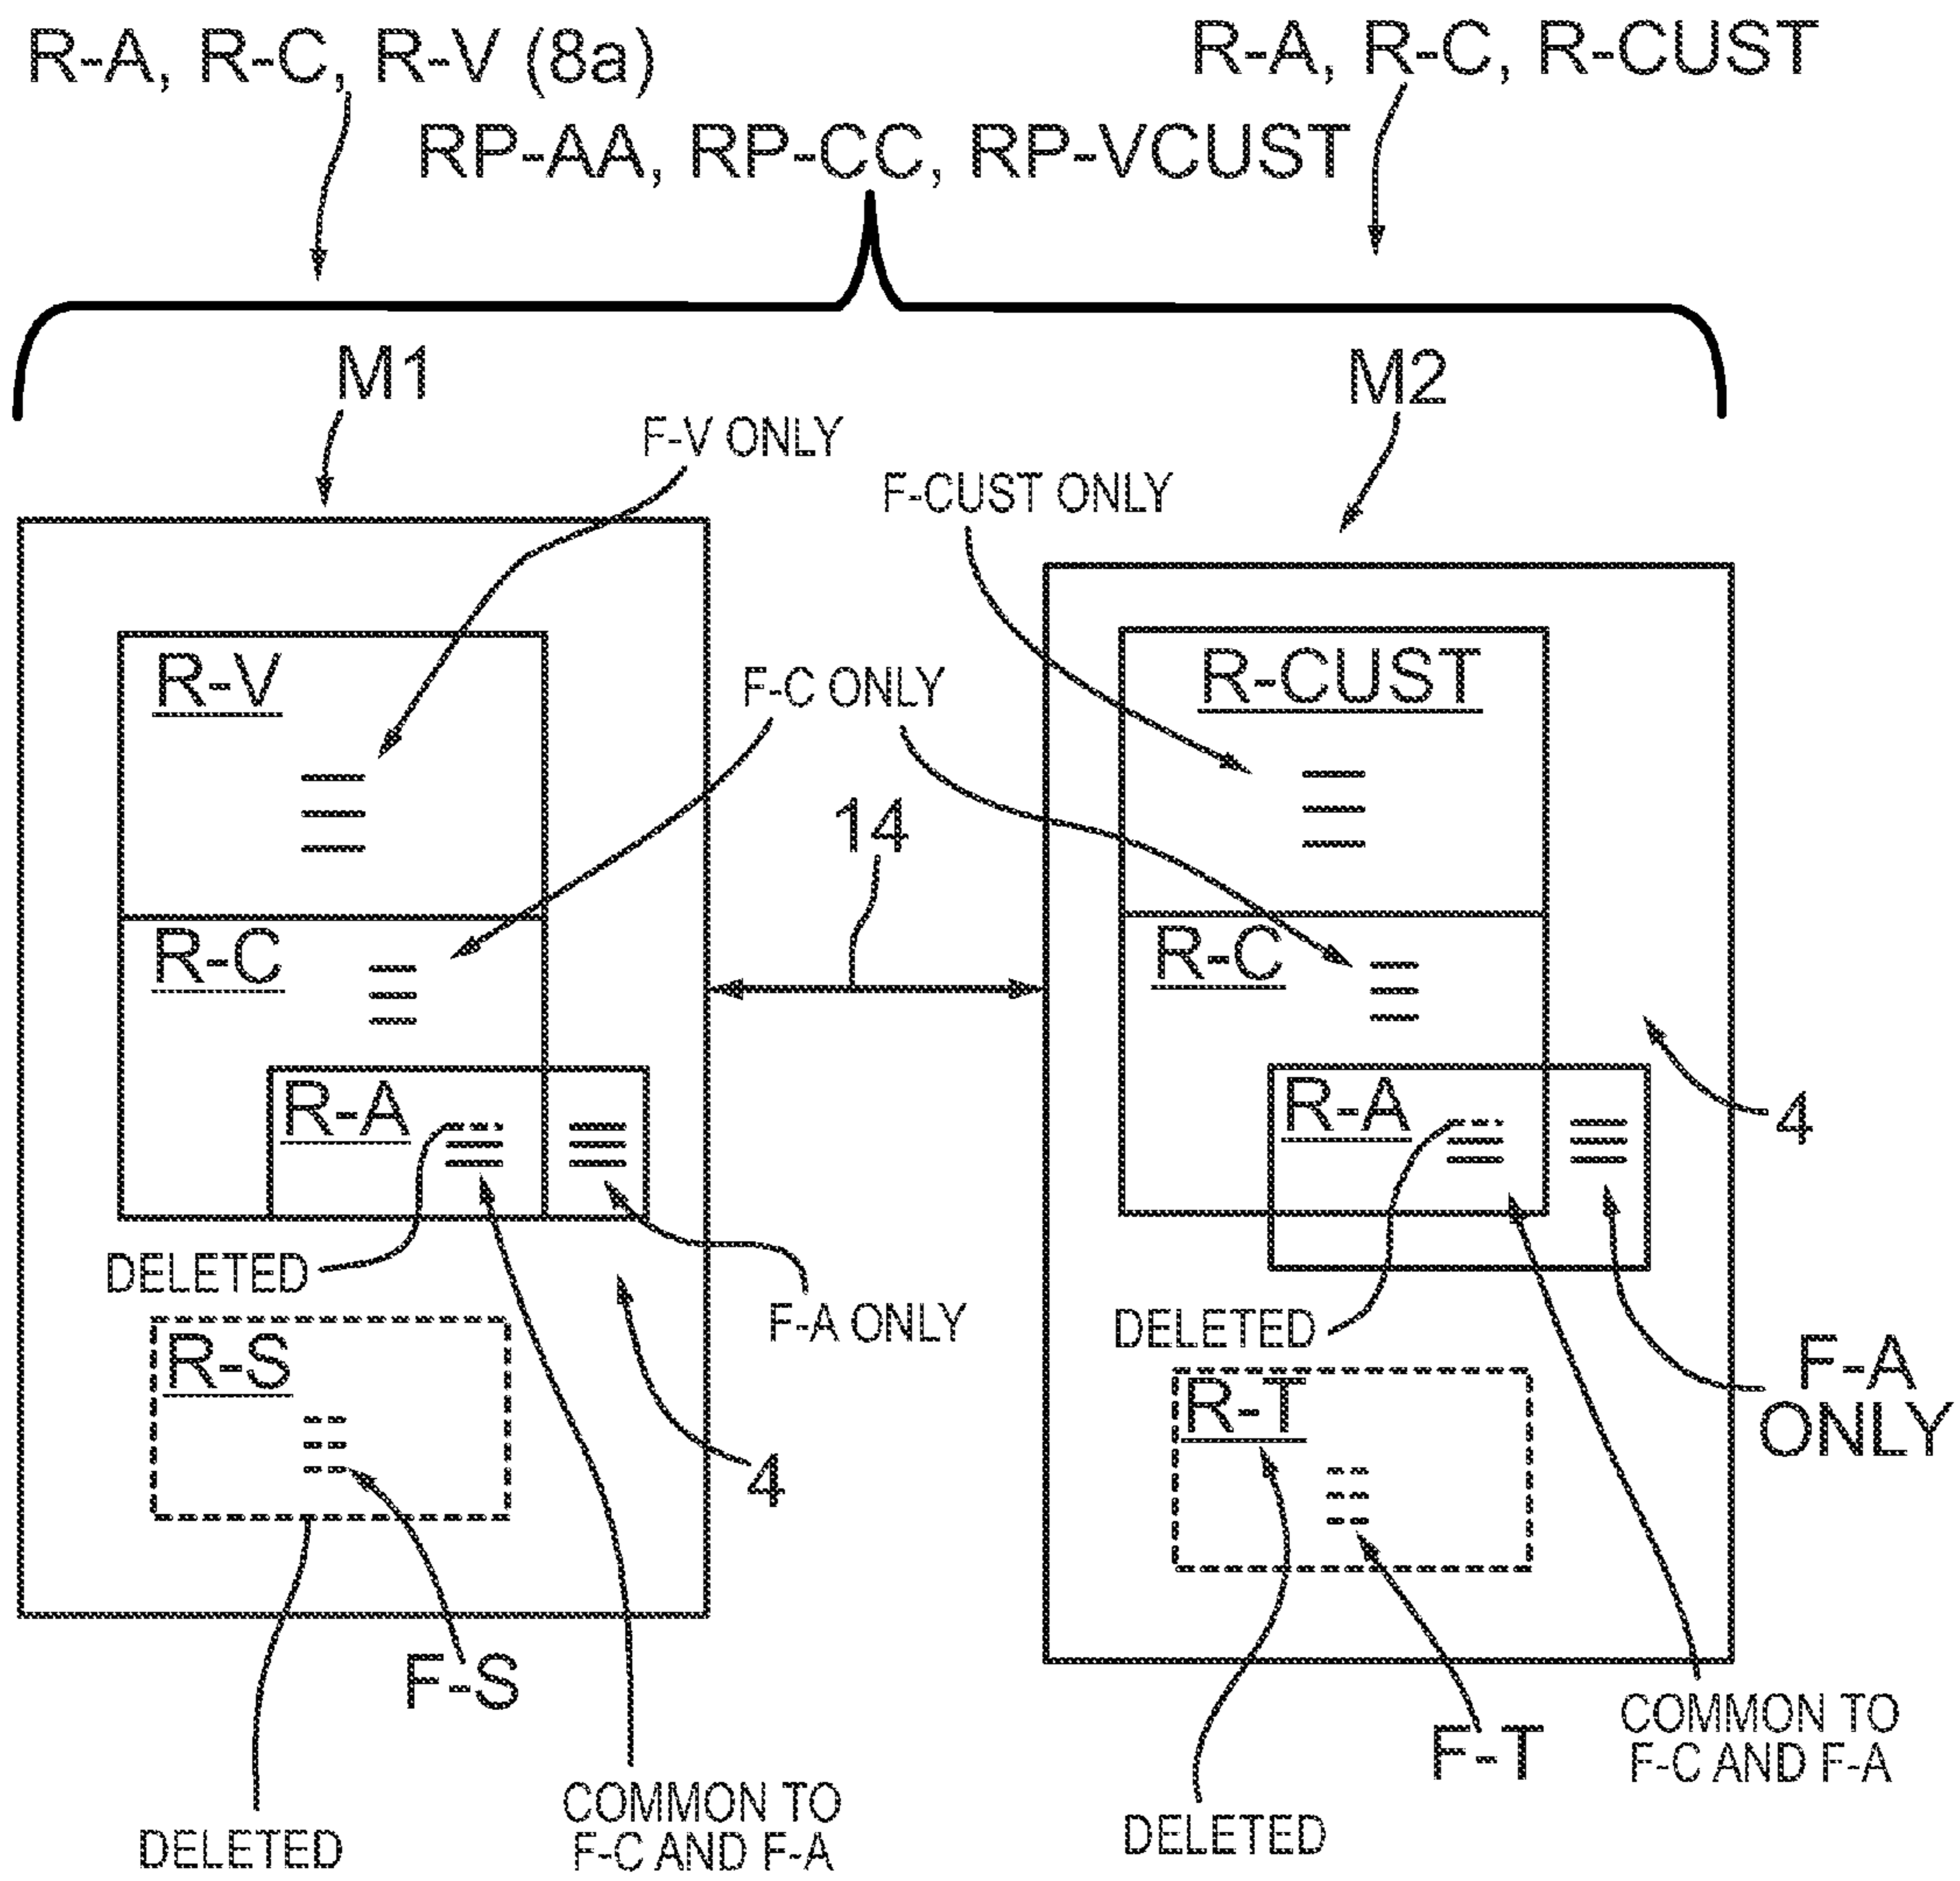 R-A, R-C, R-V (8a)
R-A, R-C, R-CUST
RP-AA, RP-CC, RP-VCUST
M1
M2
F-V ONLY
F-CUST ONLY
R-V
F-C ONLY
R-CUST
14
R-C
R-C
R-A
R-A
4
DELETED
F-A ONLY
DELETED
R-S
F-A
ONLY
R-T
4
F-S
COMMON TO
F-C AND F-A
F-T
COMMON TO
F-C AND F-A
DELETED
DELETED